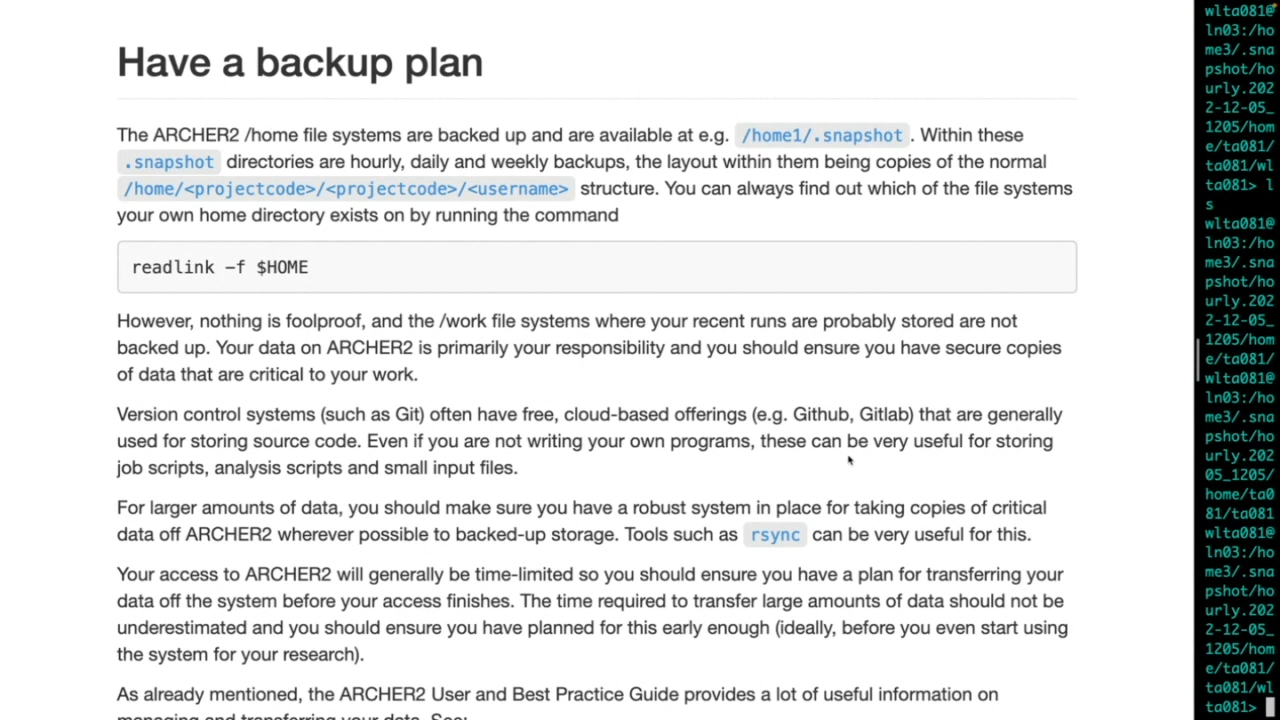 Have a backup plan
The ARCHER2 /home file systems are backed up and are available at e.g. /home1/.snapshot. Within these
.snapshot directories are hourly, daily and weekly backups, the layout within them being copies of the normal
/home/<projectcode>/<projectcode>/<username> structure. You can always find out which of the file systems
your own home directory exists on by running the command
readlink -f $HOME
However, nothing is foolproof, and the /work file systems where your recent runs are probably stored are not
backed up. Your data on ARCHER2 is primarily your responsibility and you should ensure you have secure copies
of data that are critical to your work.
Version control systems (such as Git) often have free, cloud-based offerings (e.g. Github, Gitlab) that are generally
used for storing source code. Even if you are not writing your own programs, these can be very useful for storing
job scripts, analysis scripts and small input files.
For larger amounts of data, you should make sure you have a robust system in place for taking copies of critical
data off ARCHER2 wherever possible to backed-up storage. Tools such as rsync can be very useful for this.
Your access to ARCHER2 will generally be time-limited so you should ensure you have a plan for transferring your
data off the system before your access finishes. The time required to transfer large amounts of data should not be
underestimated and you should ensure you have planned for this early enough (ideally, before you even start using
the system for your research).
As already mentioned, the ARCHER2 User and Best Practice Guide provides a lot of useful information on
managing and transferring your data. See:
wlta081@
ln03:/ho
me3/.sna
pshot/ho
urly.202
2-12-05_
1205/hom
e/ta081/
ta081/wl
ta081> l
s
wlta081@
ln03:/ho
me3/.sna
pshot/ho
urly.202
2-12-05_
1205/hom
e/ta081/
wlta081@
ln03:/ho
me3/.sna
pshot/ho
urly.202
05_1205/
home/ta0
81/ta081
wlta081@
ln03:/ho
me3/.sna
pshot/ho
urly.202
2-12-05_
1205/hom
e/ta081/
ta081/wl
ta081>